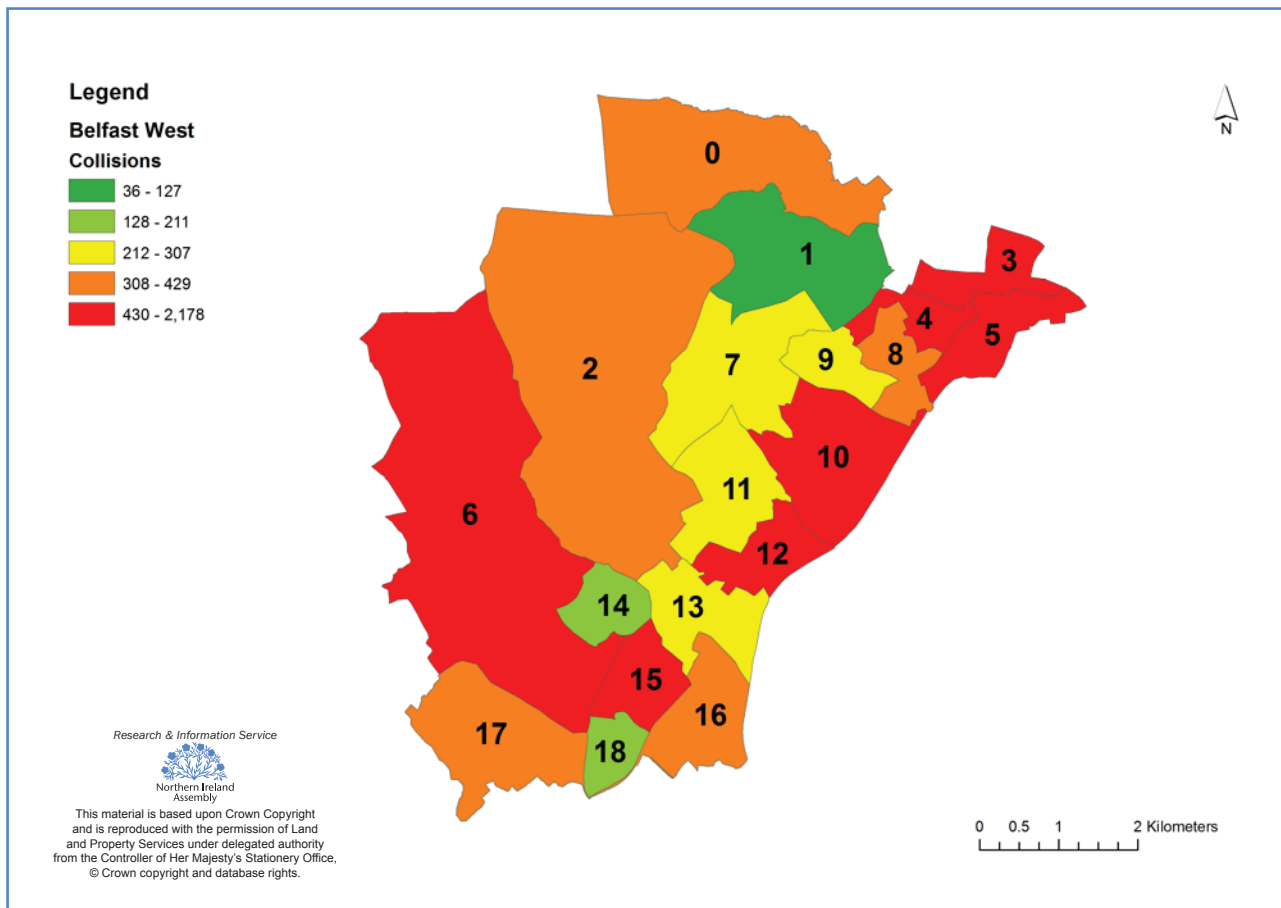 Legend
Belfast West
Collisions
36 - 127
128 - 211
212 - 307
308 - 429
430 - 2,178
N
0
1
2
3
4
5
6
7
8
9
10
11
12
13
14
15
16
17
18
Research & Information Service
Northern Ireland
Assembly
This material is based upon Crown Copyright
and is reproduced with the permission of Land
and Property Services under delegated authority
from the Controller of Her Majesty's Stationery Office,
© Crown copyright and database rights.
0 0.5 1 2 Kilometers